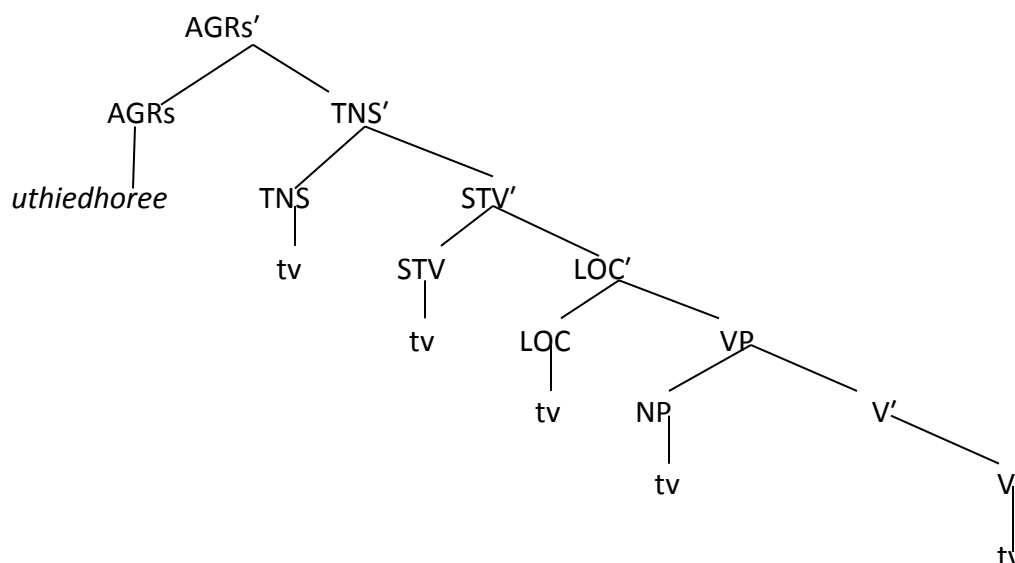 AGRs′
AGRs TNS′
uthiedhoree TNS STV′
tv STV LOC′
tv LOC VP
tv NP V′
tv V
tv